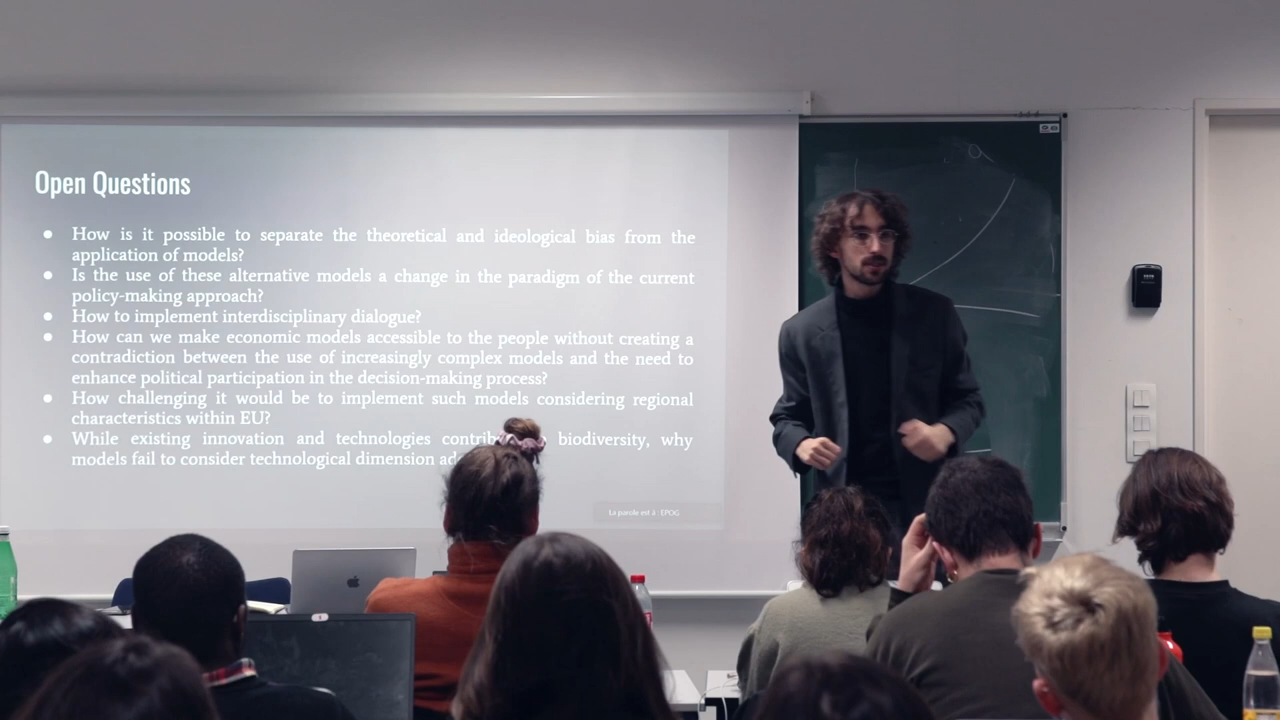 Open Questions
● How is it possible to separate the theoretical and ideological bias from the
application of models?
● Is the use of these alternative models a change in the paradigm of the current
policy-making approach?
● How to implement interdisciplinary dialogue?
● How can we make economic models accessible to the people without creating a
contradiction between the use of increasingly complex models and the need to
enhance political participation in the decision-making process?
● How challenging it would be to implement such models considering regional
characteristics within EU?
● While existing innovation and technologies biodiversity, why
models fail to consider technological dimension
La parole est à : EPOG